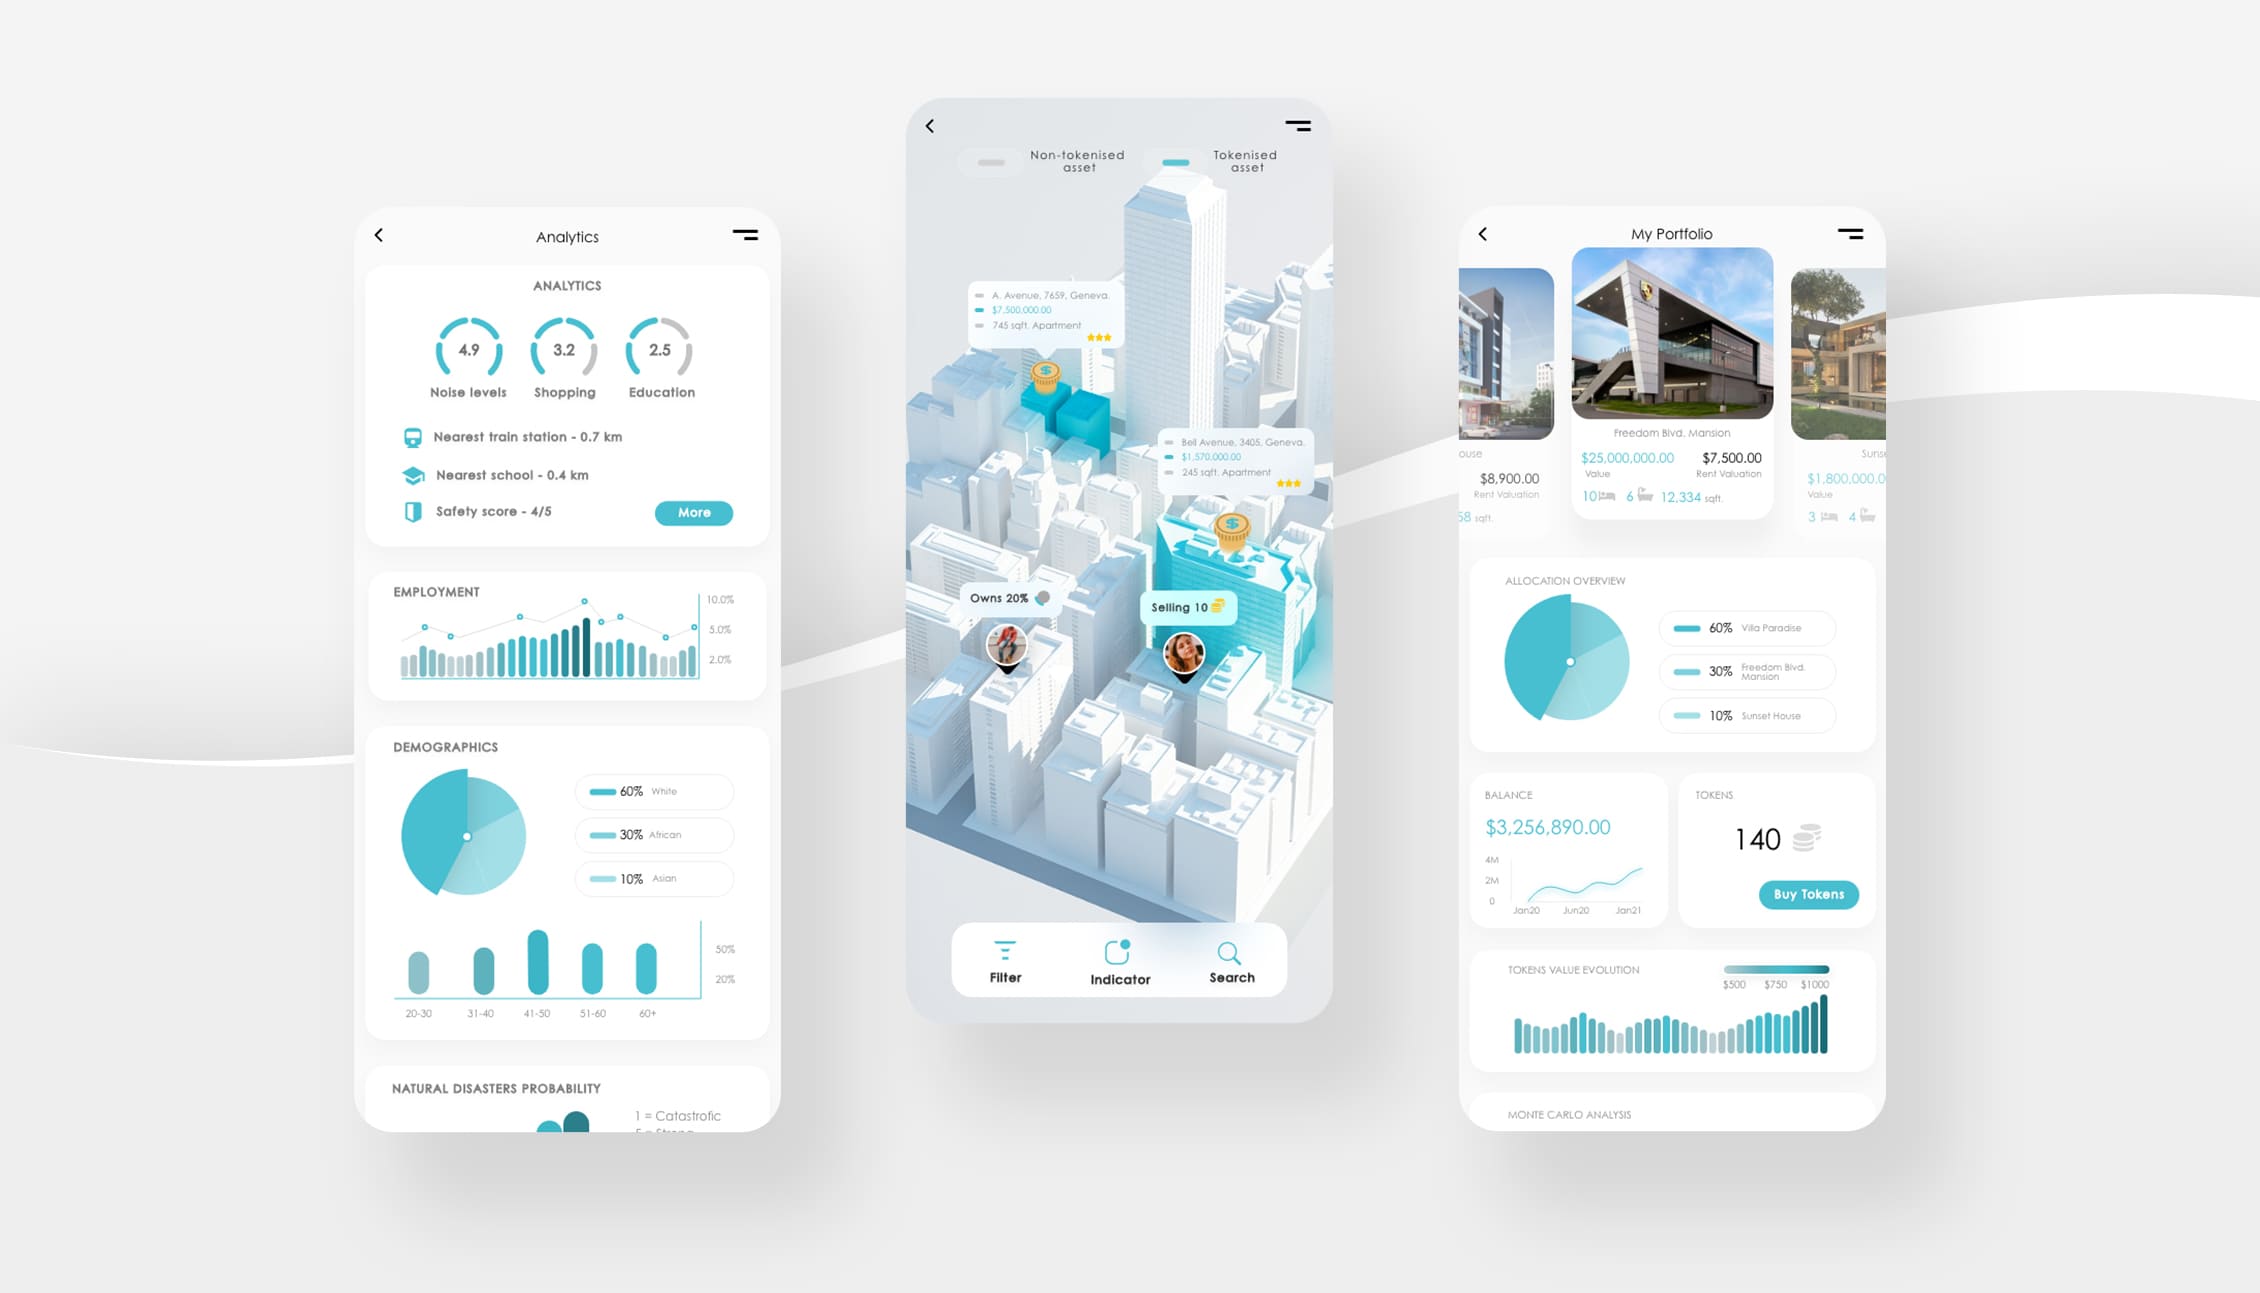 Analytics
ANALYTICS
4.9
3.2
2.5
Noise levels
Shopping
Education
Nearest train station - 0.7 km
Nearest school - 0.4 km
Safety score - 4/5
More
EMPLOYMENT
10.0%
5.0%
2.0%
DEMOGRAPHICS
60% White
30% African
10% Asian
50%
20%
20-30
31-40
41-50
51-60
60+
NATURAL DISASTERS PROBABILITY
1 = Catastrofic
Non-tokenised
asset
Tokenised
asset
A. Avenue, 7659, Geneva.
$7,500,000.00
745 sqft. Apartment
Bell Avenue, 3405, Geneva.
$1,570,000.00
245 sqft. Apartment
Owns 20%
Selling 10
Filter
Indicator
Search
My Portfolio
ouse
$8,900.00
Rent Valuation
58 sqft.
Freedom Blvd. Mansion
$25,000,000.00
$7,500.00
Value
Rent Valuation
10
6
12,334 sqft.
Suns
$1,800,000.0
Value
3
4
ALLOCATION OVERVIEW
60% Villa Paradise
30% Freedom Blvd.
Mansion
10% Sunset House
BALANCE
$3,256,890.00
4M
2M
0
Jan20
Jun20
Jan21
TOKENS
140
Buy Tokens
TOKENS VALUE EVOLUTION
$500
$750
$1000
MONTE CARLO ANALYSIS